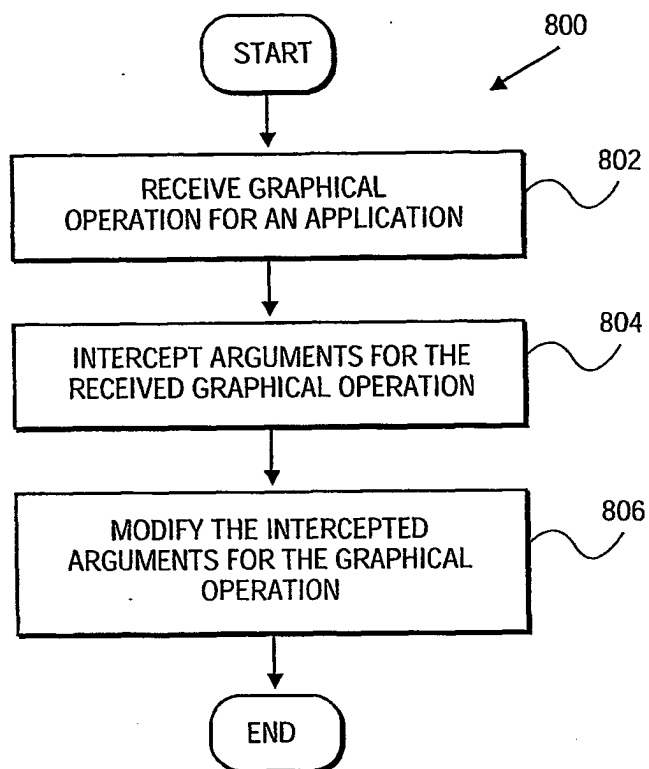 START
800
RECEIVE GRAPHICAL
OPERATION FOR AN APPLICATION
802
INTERCEPT ARGUMENTS FOR THE
RECEIVED GRAPHICAL OPERATION
804
MODIFY THE INTERCEPTED
ARGUMENTS FOR THE GRAPHICAL
OPERATION
806
END